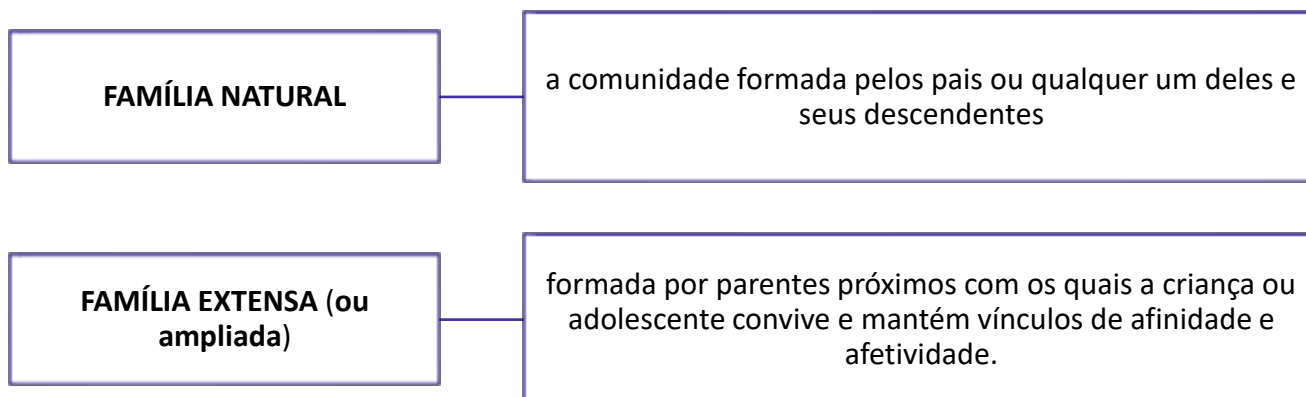 FAMÍLIA NATURAL
a comunidade formada pelos pais ou qualquer um deles e
seus descendentes
FAMÍLIA EXTENSA (ou
ampliada)
formada por parentes próximos com os quais a criança ou
adolescente convive e mantém vínculos de afinidade e
afetividade.